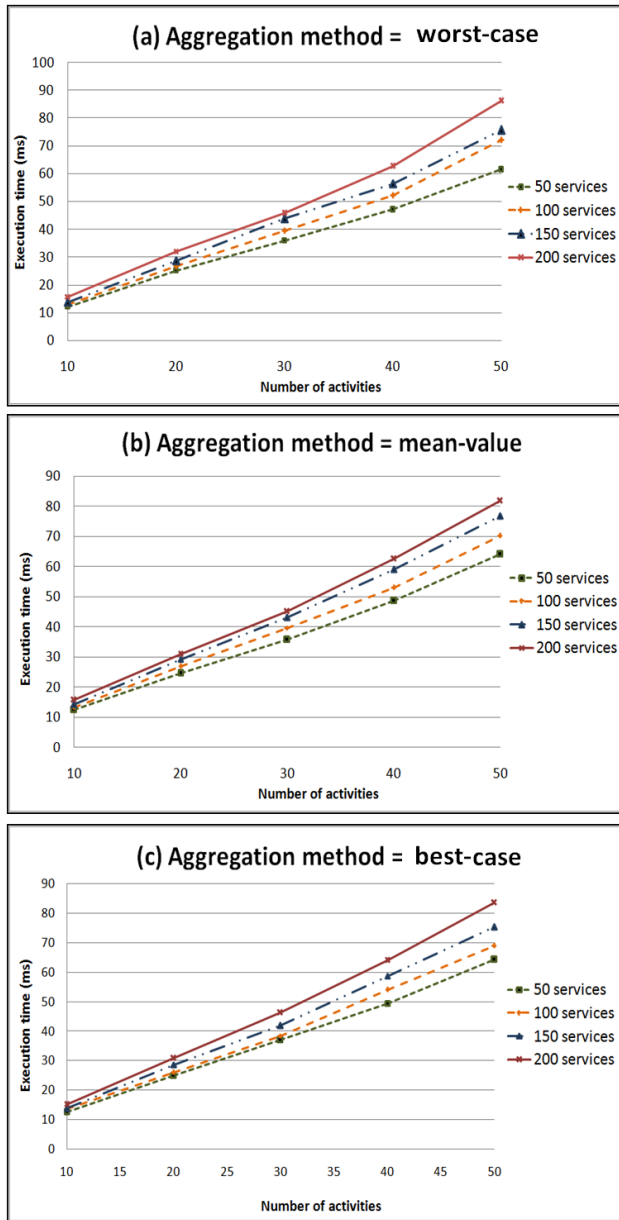 (a) Aggregation method = worst-case
100
90
80
70
60
50
40
30
20
10
0
Execution time (ms)
10 20 30 40 50
Number of activities
50 services
100 services
150 services
200 services
(b) Aggregation method = mean-value
90
80
70
60
50
40
30
20
10
0
Execution time (ms)
10 20 30 40 50
Number of activities
50 services
100 services
150 services
200 services
(c) Aggregation method = best-case
90
80
70
60
50
40
30
20
10
0
Execution time (ms)
10 15 20 25 30 35 40 45 50
Number of activities
50 services
100 services
150 services
200 services